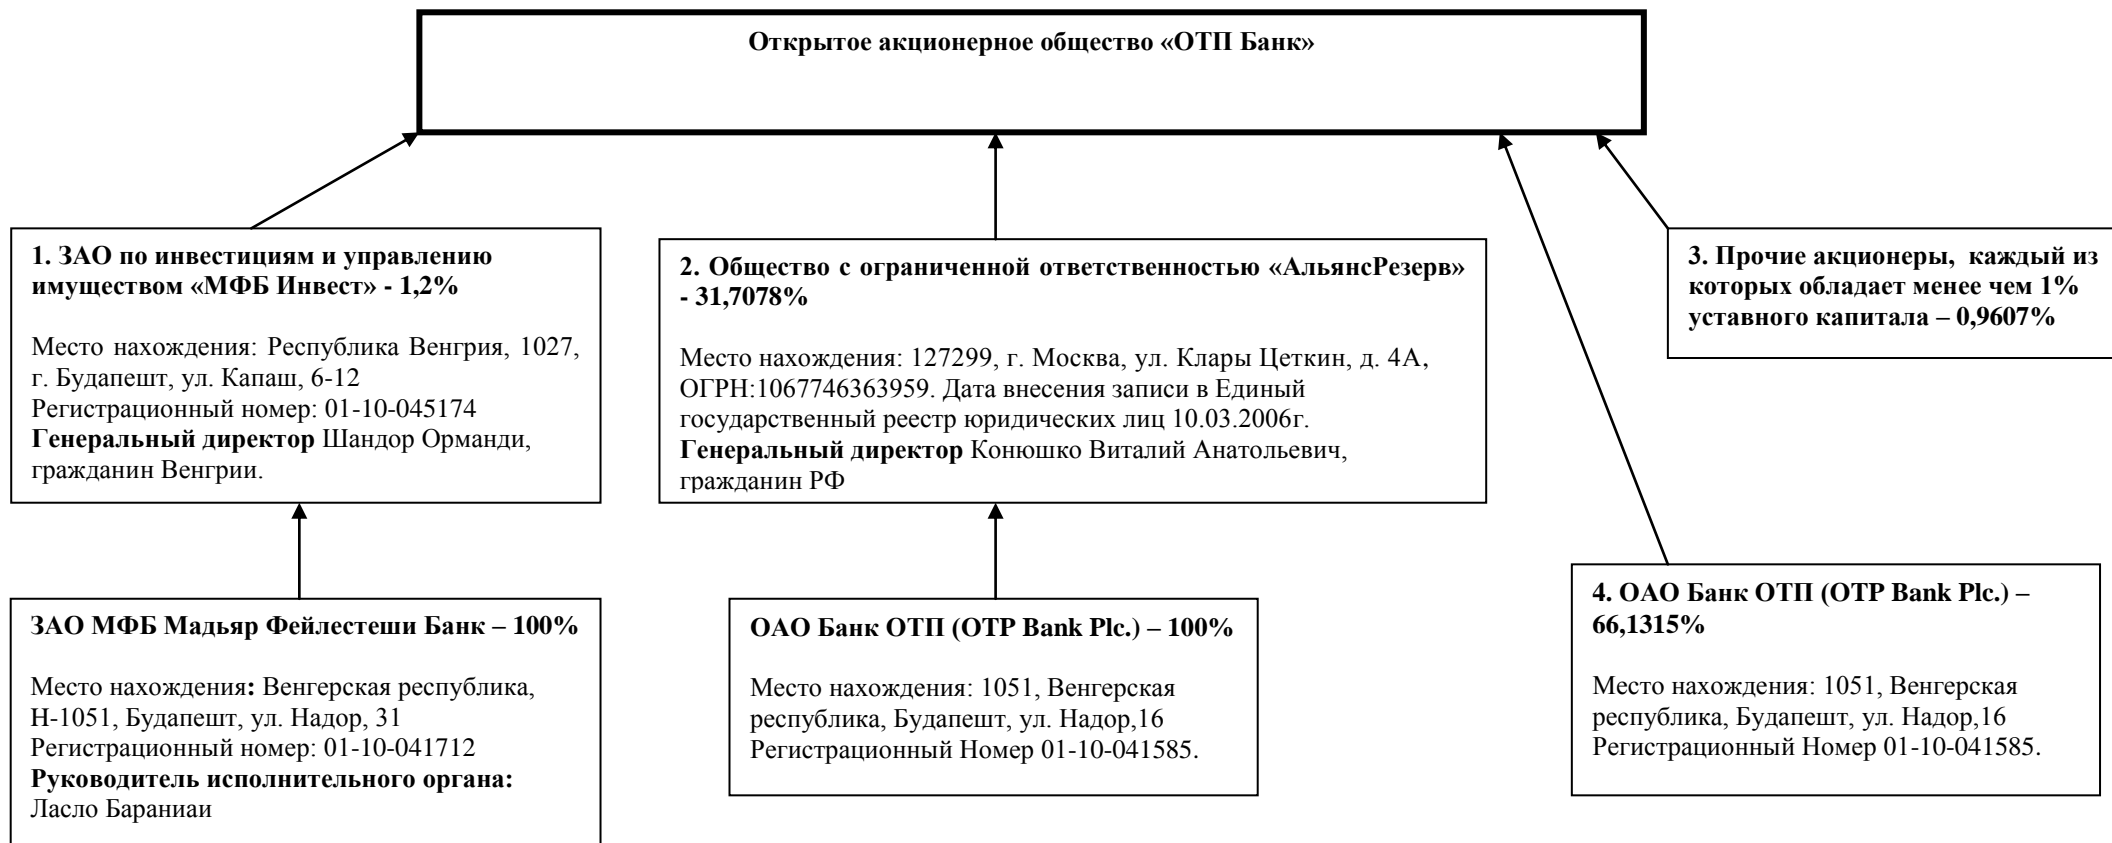 Открытое акционерное общество «ОТП Банк»
1. ЗАО по инвестициям и управлению
имуществом «МФБ Инвест» - 1,2%
Место нахождения: Республика Венгрия, 1027,
г. Будапешт, ул. Капаш, 6-12
Регистрационный номер: 01-10-045174
Генеральный директор Шандор Орманди,
гражданин Венгрии.
2. Общество с ограниченной ответственностью «АльянсРезерв»
- 31,7078%
Место нахождения: 127299, г. Москва, ул. Клары Цеткин, д. 4А,
ОГРН:1067746363959. Дата внесения записи в Единый
государственный реестр юридических лиц 10.03.2006г.
Генеральный директор Конюшко Виталий Анатольевич,
гражданин РФ
3. Прочие акционеры, каждый из
которых обладает менее чем 1%
уставного капитала – 0,9607%
ЗАО МФБ Мадьяр Фейлестеши Банк – 100%
Место нахождения: Венгерская республика,
Н-1051, Будапешт, ул. Надор, 31
Регистрационный номер: 01-10-041712
Руководитель исполнительного органа:
Ласло Бараниаи
ОАО Банк ОТП (OTP Bank Plc.) – 100%
Место нахождения: 1051, Венгерская
республика, Будапешт, ул. Надор,16
Регистрационный Номер 01-10-041585.
4. ОАО Банк ОТП (OTP Bank Plc.) –
66,1315%
Место нахождения: 1051, Венгерская
республика, Будапешт, ул. Надор,16
Регистрационный Номер 01-10-041585.